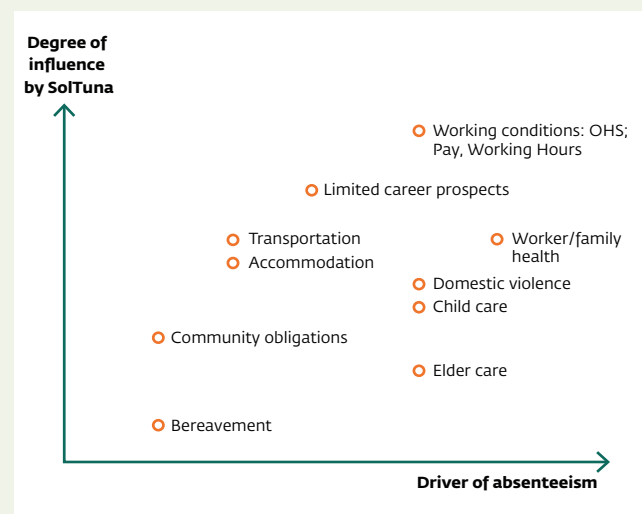 Degree of
influence
by SolTuna
Working conditions: OHS;
Pay, Working Hours
Limited career prospects
Transportation
Worker/family
health
Accommodation
Domestic violence
Child care
Community obligations
Elder care
Bereavement
Driver of absenteeism